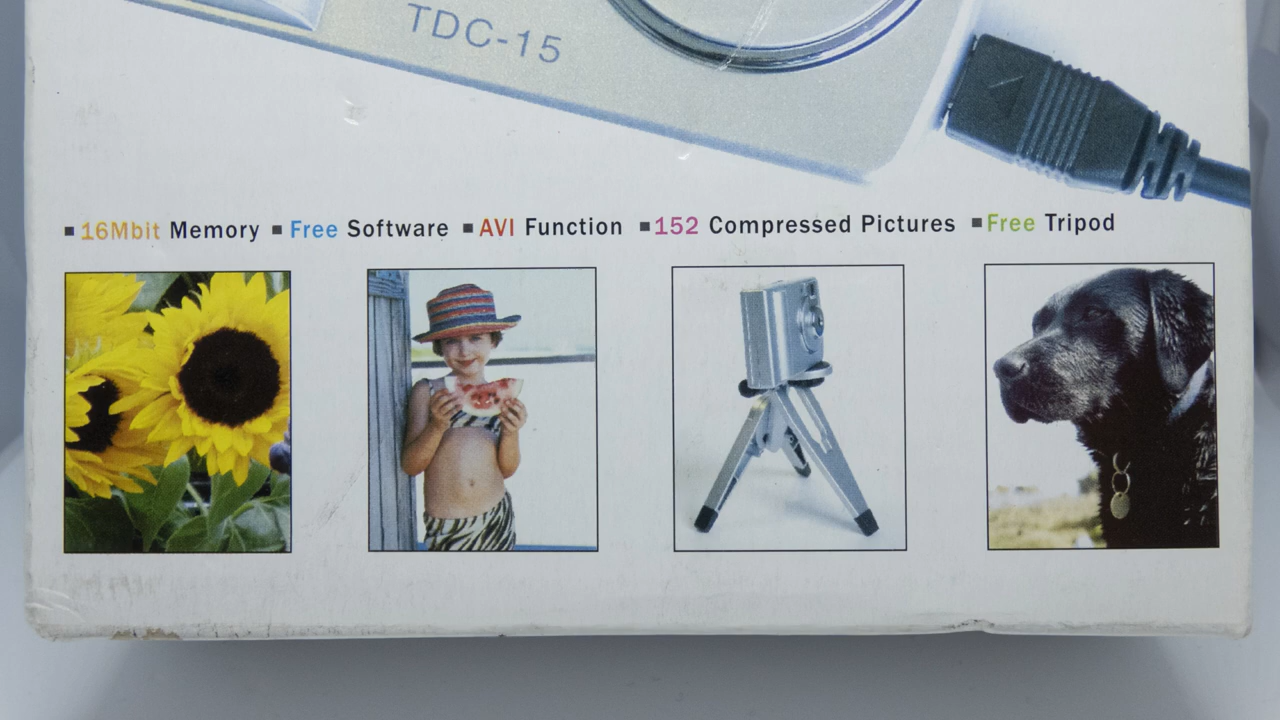 TDC-15
▪ 16Mbit Memory ▪ Free Software ▪ AVI Function ▪ 152 Compressed Pictures ▪ Free Tripod